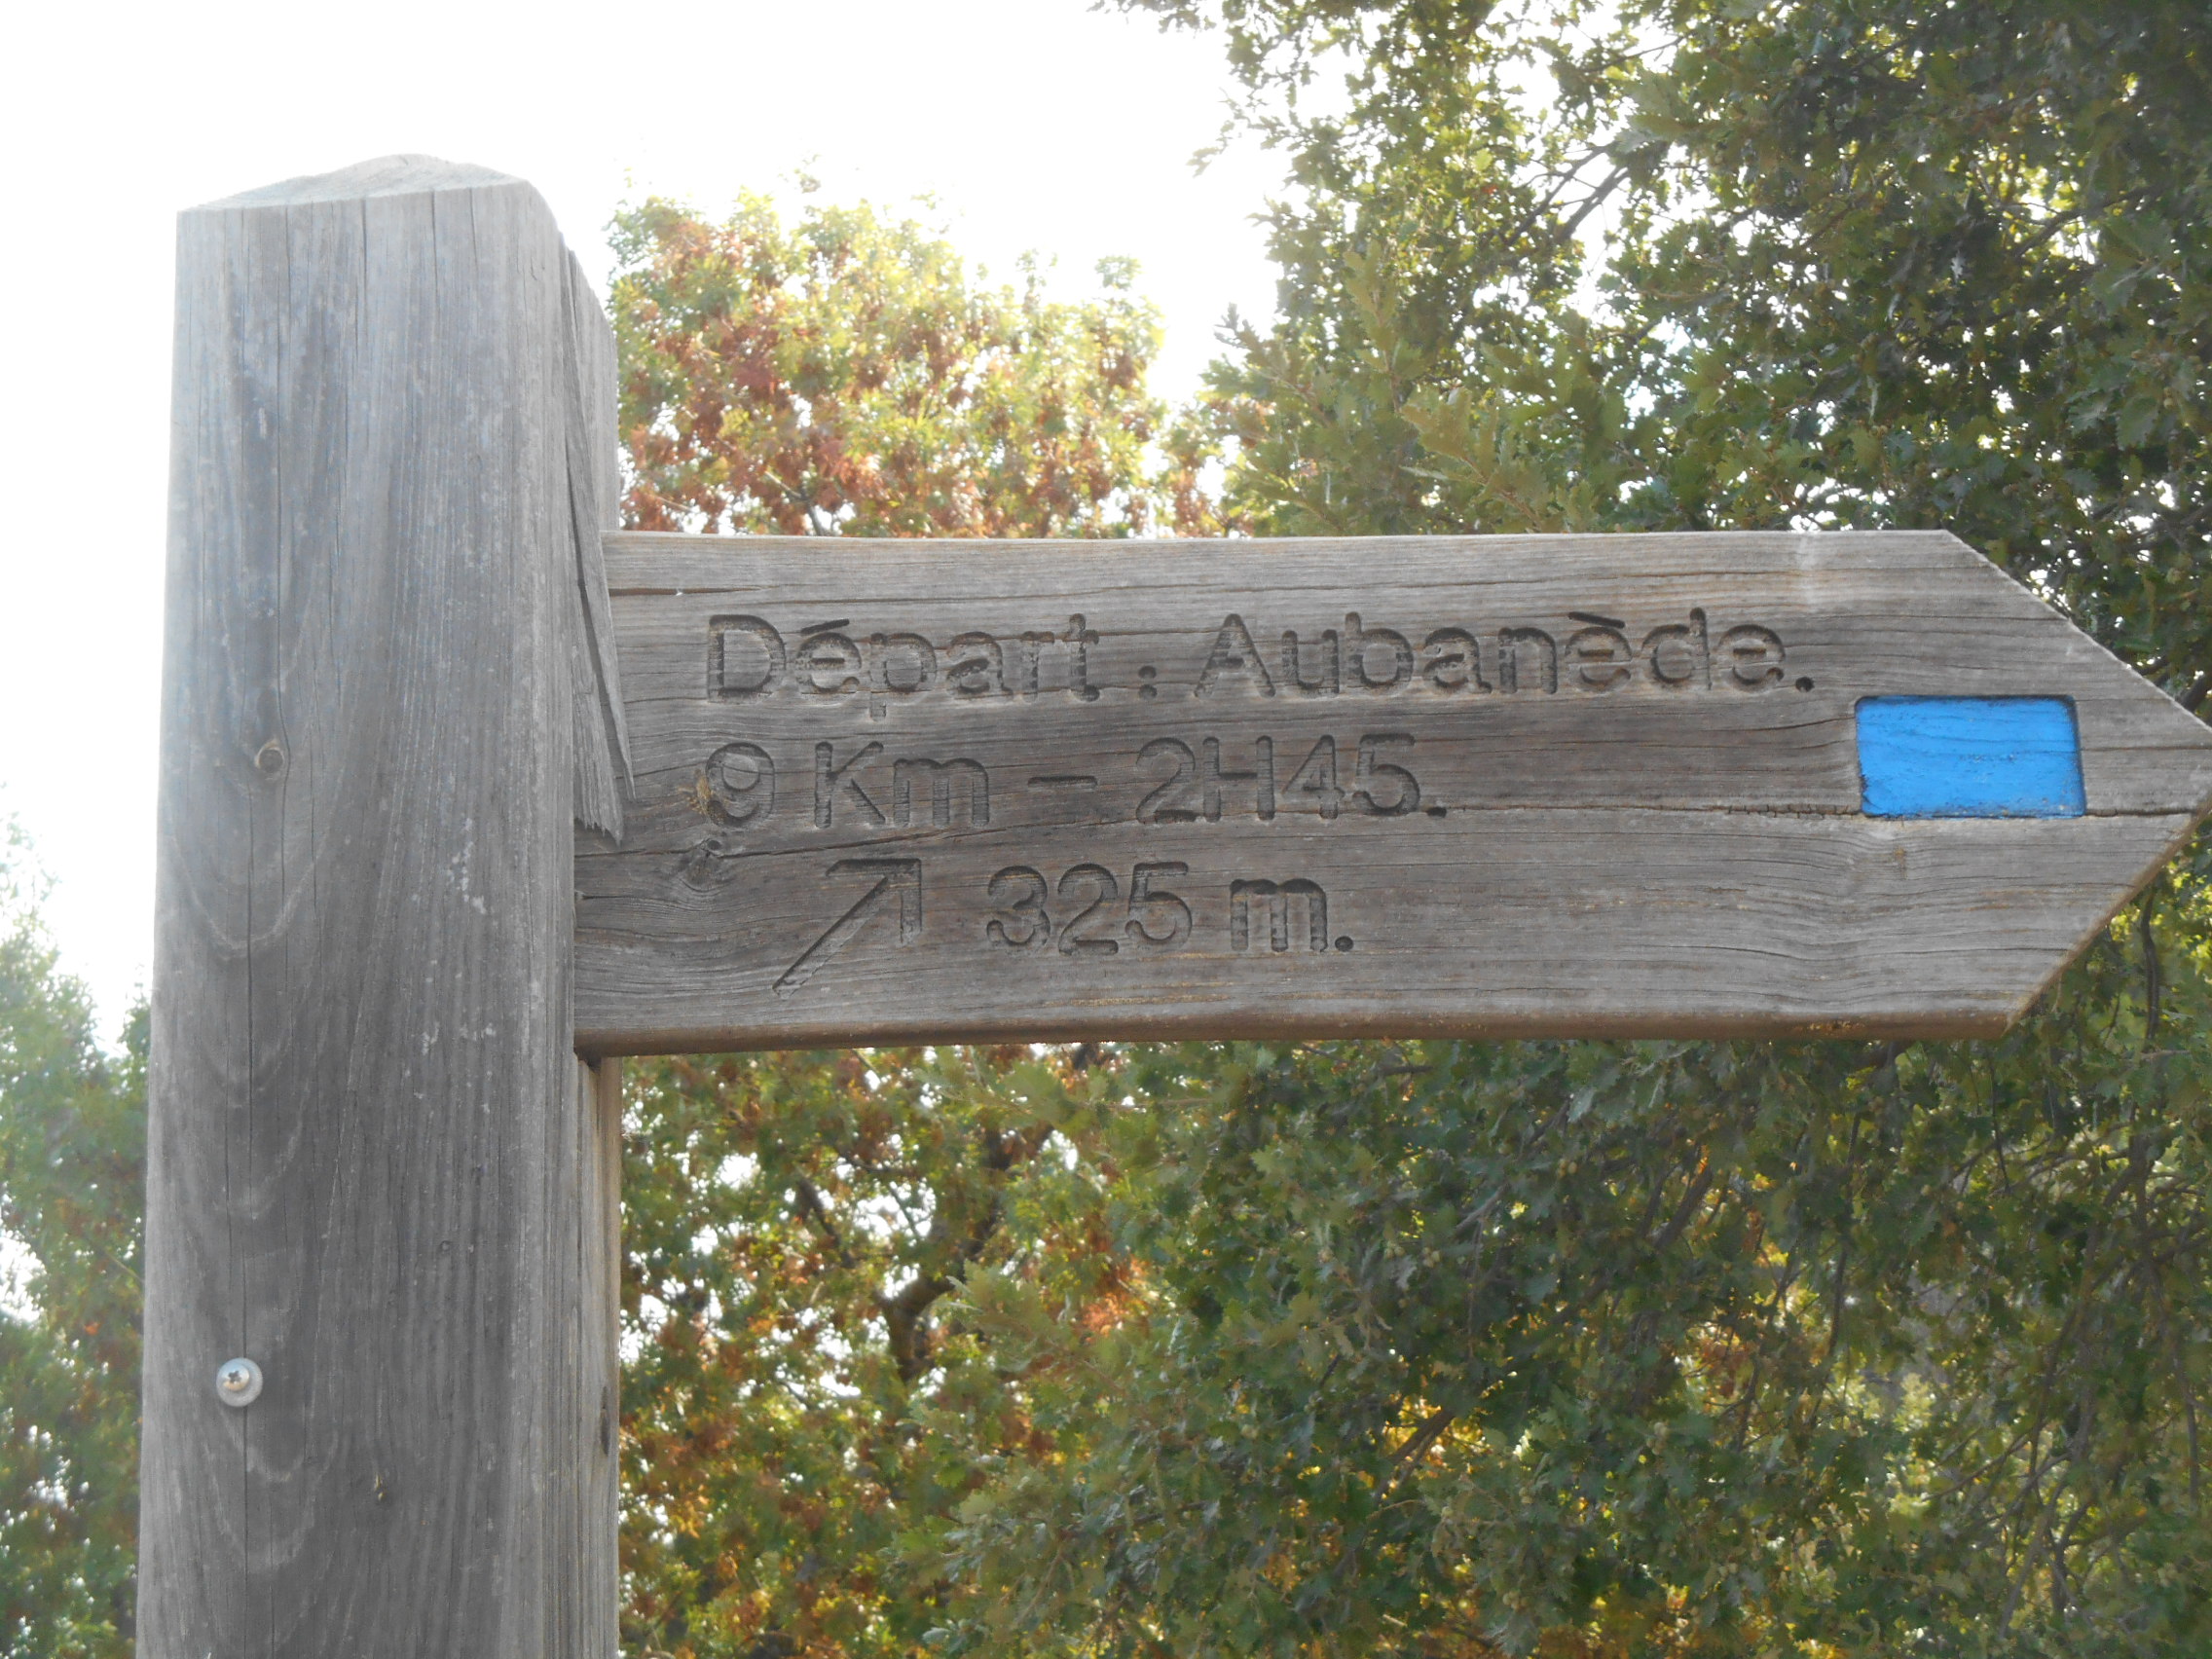 Départ : Aubanède.
9 Km - 2H45.
↗ 325 m.